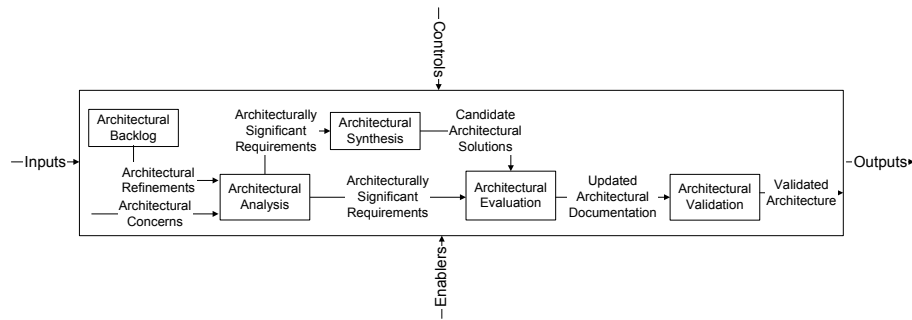 Controls
Architectural
Backlog
Architecturally
Significant
Requirements
Architectural
Synthesis
Candidate
Architectural
Solutions
Inputs
Outputs
Architectural
Refinements
Architectural
Concerns
Architectural
Analysis
Architecturally
Significant
Requirements
Architectural
Evaluation
Updated
Architectural
Documentation
Architectural
Validation
Validated
Architecture
Enablers